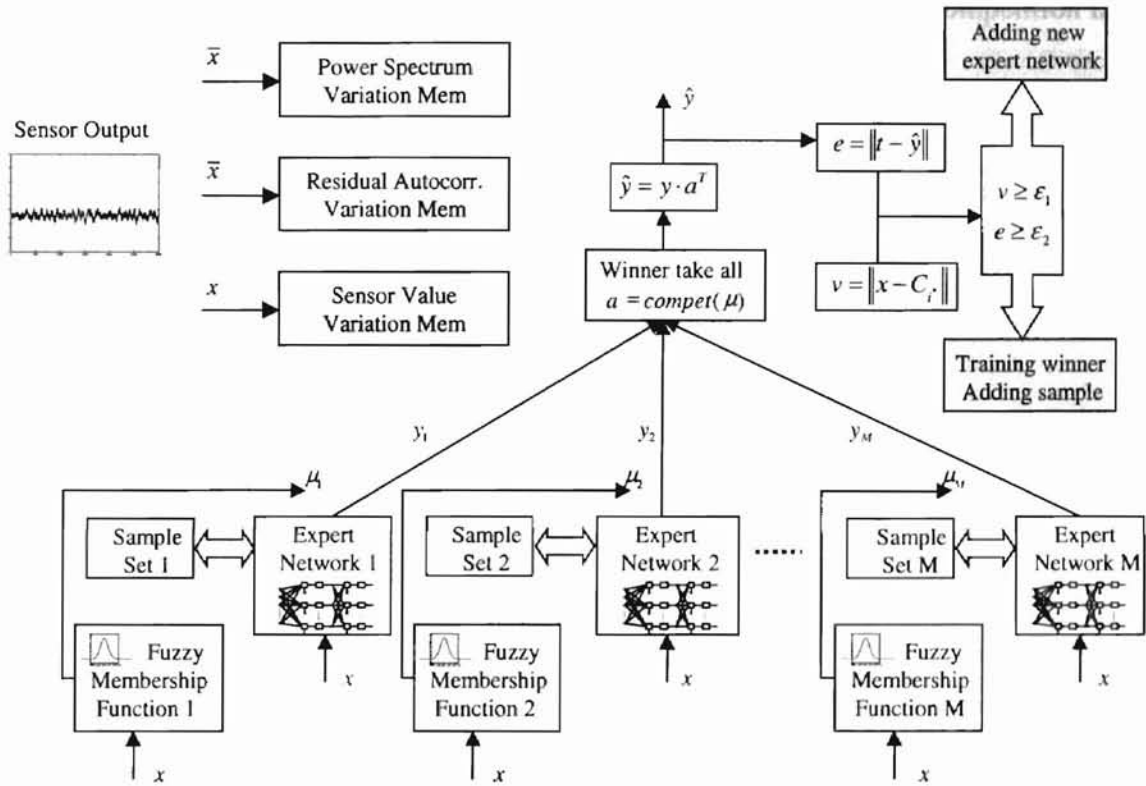 Adding new
expert network
x̄
Power Spectrum
Variation Mem
ŷ
Sensor Output
e = ‖t − ŷ‖
x̄
Residual Autocorr.
Variation Mem
ŷ = y · a^T
v ≥ ε₁
e ≥ ε₂
Winner take all
a = compet(μ)
v = ‖x − C_i*‖
x
Sensor Value
Variation Mem
Training winner
Adding sample
y₁
y₂
y_M
μ₁
μ₂
μ_M
Sample
Set 1
Expert
Network 1
Sample
Set 2
Expert
Network 2
......
Sample
Set M
Expert
Network M
Fuzzy
Membership
Function 1
x
Fuzzy
Membership
Function 2
x
Fuzzy
Membership
Function M
x
x
x
x